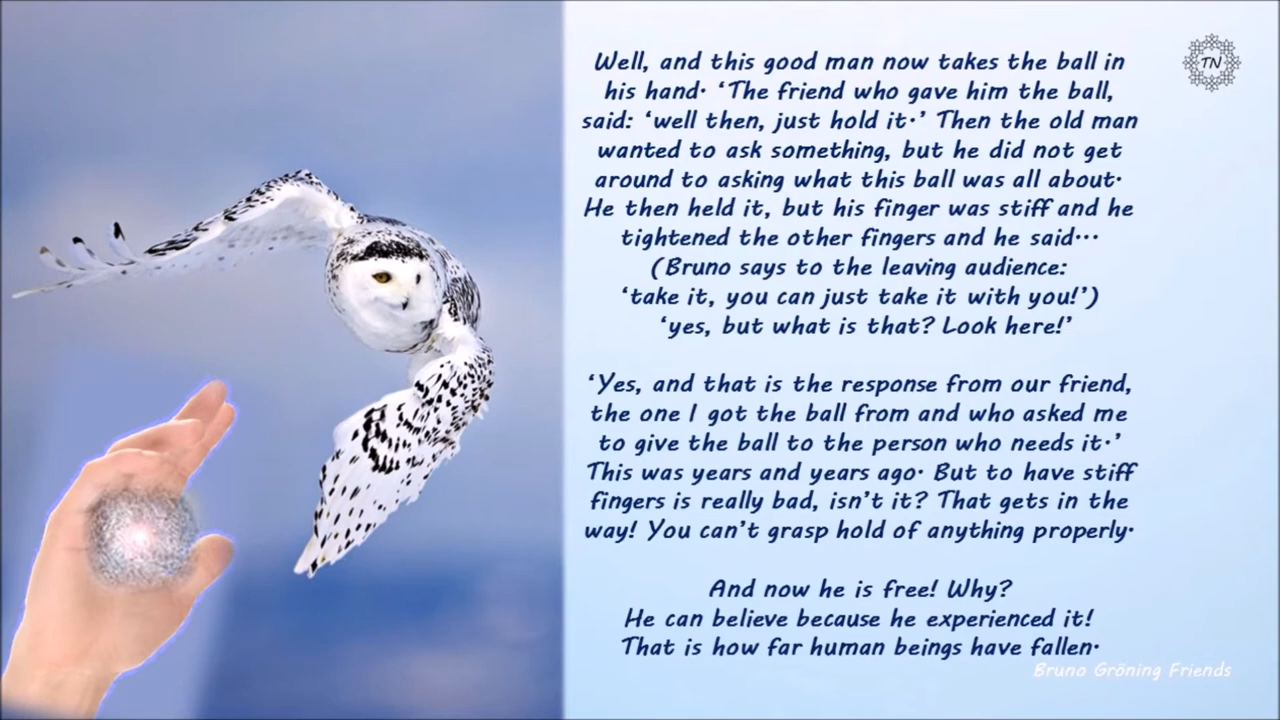 Well, and this good man now takes the ball in
his hand· ‘The friend who gave him the ball,
said: ‘well then, just hold it·’ Then the old man
wanted to ask something, but he did not get
around to asking what this ball was all about·
He then held it, but his finger was stiff and he
tightened the other fingers and he said···
(Bruno says to the leaving audience:
‘take it, you can just take it with you!’)
‘yes, but what is that? Look here!’
‘Yes, and that is the response from our friend,
the one I got the ball from and who asked me
to give the ball to the person who needs it·’
This was years and years ago· But to have stiff
fingers is really bad, isn’t it? That gets in the
way! You can’t grasp hold of anything properly·
And now he is free! Why?
He can believe because he experienced it!
That is how far human beings have fallen·
Bruno Gröning Friends
TN